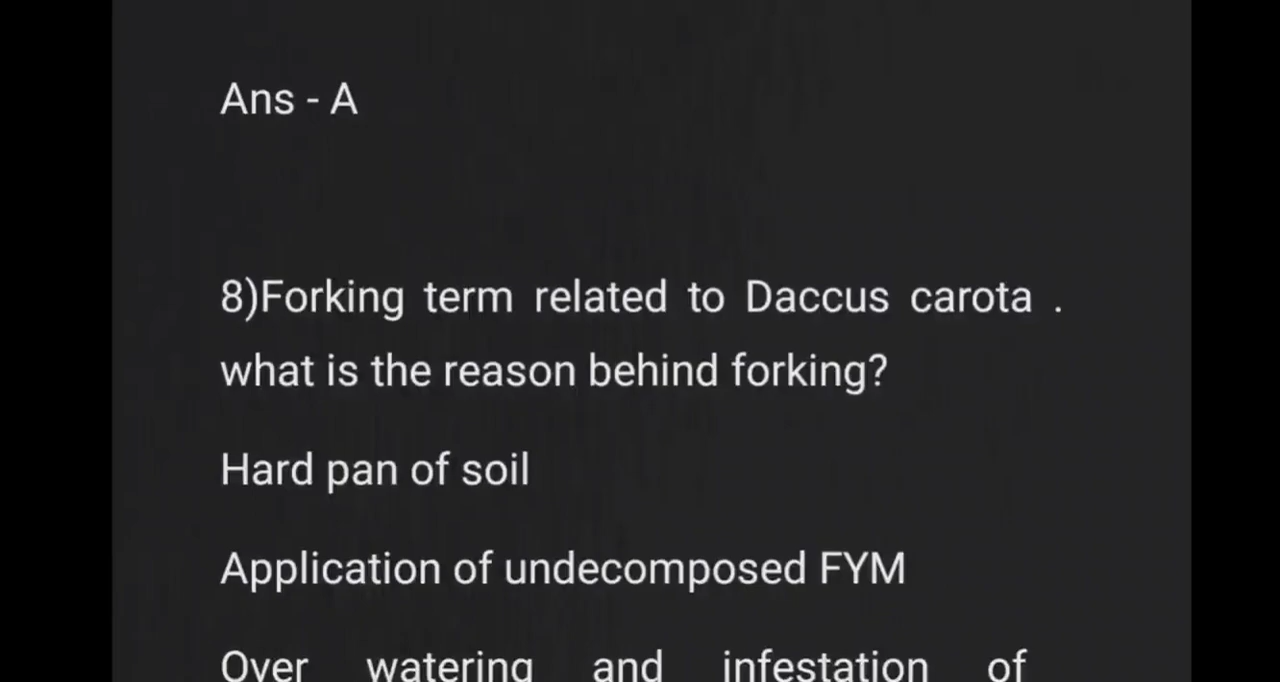 Ans - A
8)Forking term related to Daccus carota .
what is the reason behind forking?
Hard pan of soil
Application of undecomposed FYM
Over watering and infestation of